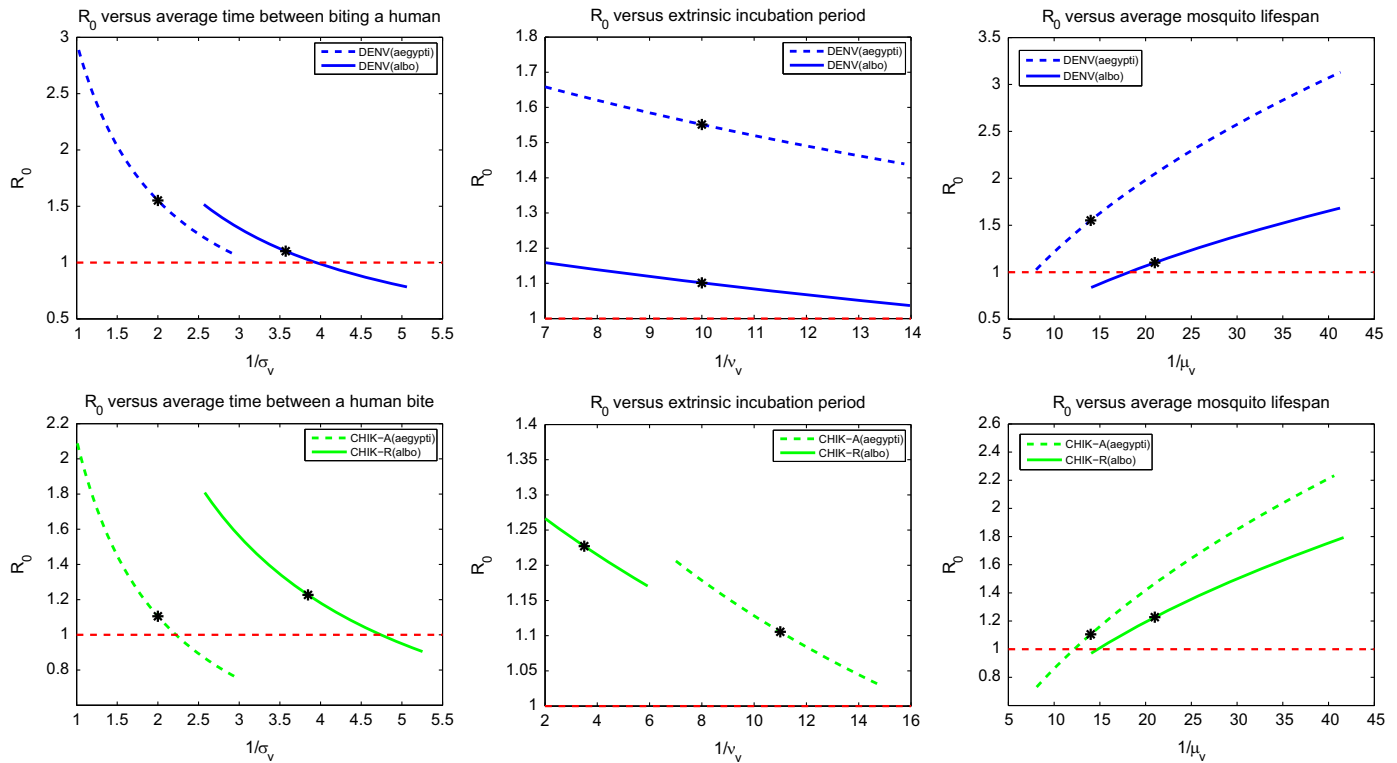 R0 versus average time between biting a human
R0
3
2.5
2
1.5
1
0.5
DENV(aegypti)
DENV(albo)
1 1.5 2 2.5 3 3.5 4 4.5 5 5.5
1/σv
R0 versus extrinsic incubation period
R0
1.8
1.7
1.6
1.5
1.4
1.3
1.2
1.1
1
DENV(aegypti)
DENV(albo)
7 8 9 10 11 12 13 14
1/νv
R0 versus average mosquito lifespan
R0
3.5
3
2.5
2
1.5
1
0.5
DENV(aegypti)
DENV(albo)
5 10 15 20 25 30 35 40 45
1/μv
R0 versus average time between a human bite
R0
2.2
2
1.8
1.6
1.4
1.2
1
0.8
CHIK−A(aegypti)
CHIK−R(albo)
1 1.5 2 2.5 3 3.5 4 4.5 5 5.5
1/σv
R0 versus extrinsic incubation period
R0
1.4
1.35
1.3
1.25
1.2
1.15
1.1
1.05
1
CHIK−A(aegypti)
CHIK−R(albo)
2 4 6 8 10 12 14 16
1/νv
R0 versus average mosquito lifespan
R0
2.6
2.4
2.2
2
1.8
1.6
1.4
1.2
1
0.8
CHIK−A(aegypti)
CHIK−R(albo)
5 10 15 20 25 30 35 40 45
1/μv